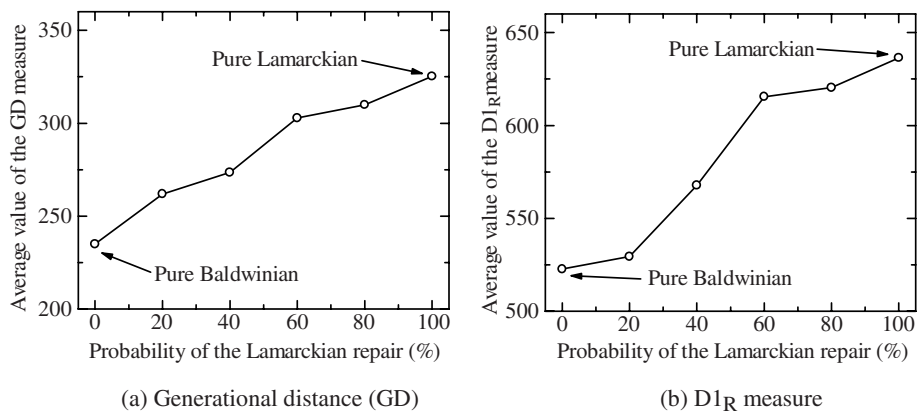 Average value of the GD measure
350
300
250
200
Pure Lamarckian
Pure Baldwinian
0 20 40 60 80 100
Probability of the Lamarckian repair (%)
(a) Generational distance (GD)
Average value of the D1R measure
650
600
550
500
Pure Lamarckian
Pure Baldwinian
0 20 40 60 80 100
Probability of the Lamarckian repair (%)
(b) D1R measure